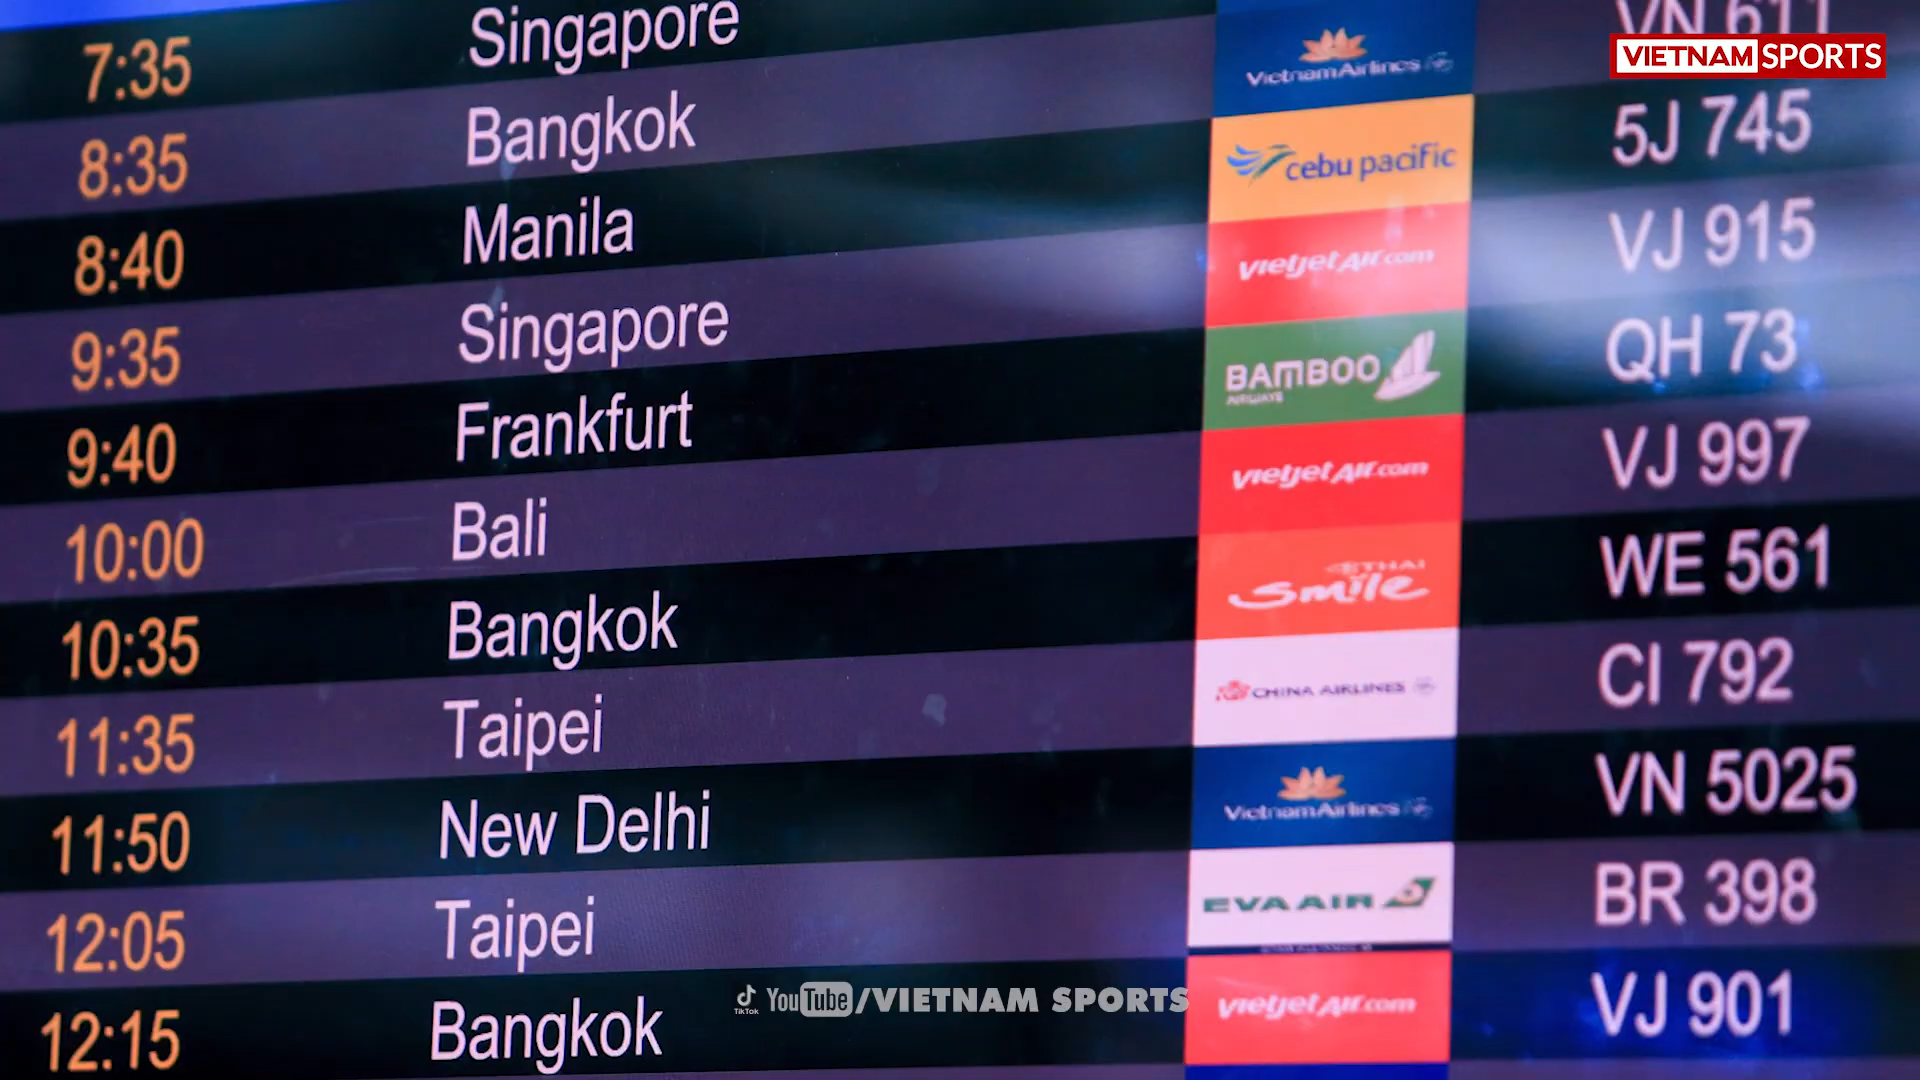 VIETNAM SPORTS
7:35 Singapore
8:35 Bangkok Vietnam Airlines VN 611
8:40 Manila cebu pacific 5J 745
9:35 Singapore vietjetAir.com VJ 915
9:40 Frankfurt BAMBOO AIRWAYS QH 73
10:00 Bali vietjetAir.com VJ 997
10:35 Bangkok THAI Smile WE 561
11:35 Taipei CHINA AIRLINES CI 792
11:50 New Delhi Vietnam Airlines VN 5025
12:05 Taipei EVA AIR BR 398
12:15 Bangkok vietjetAir.com VJ 901
TikTok YouTube/VIETNAM SPORTS